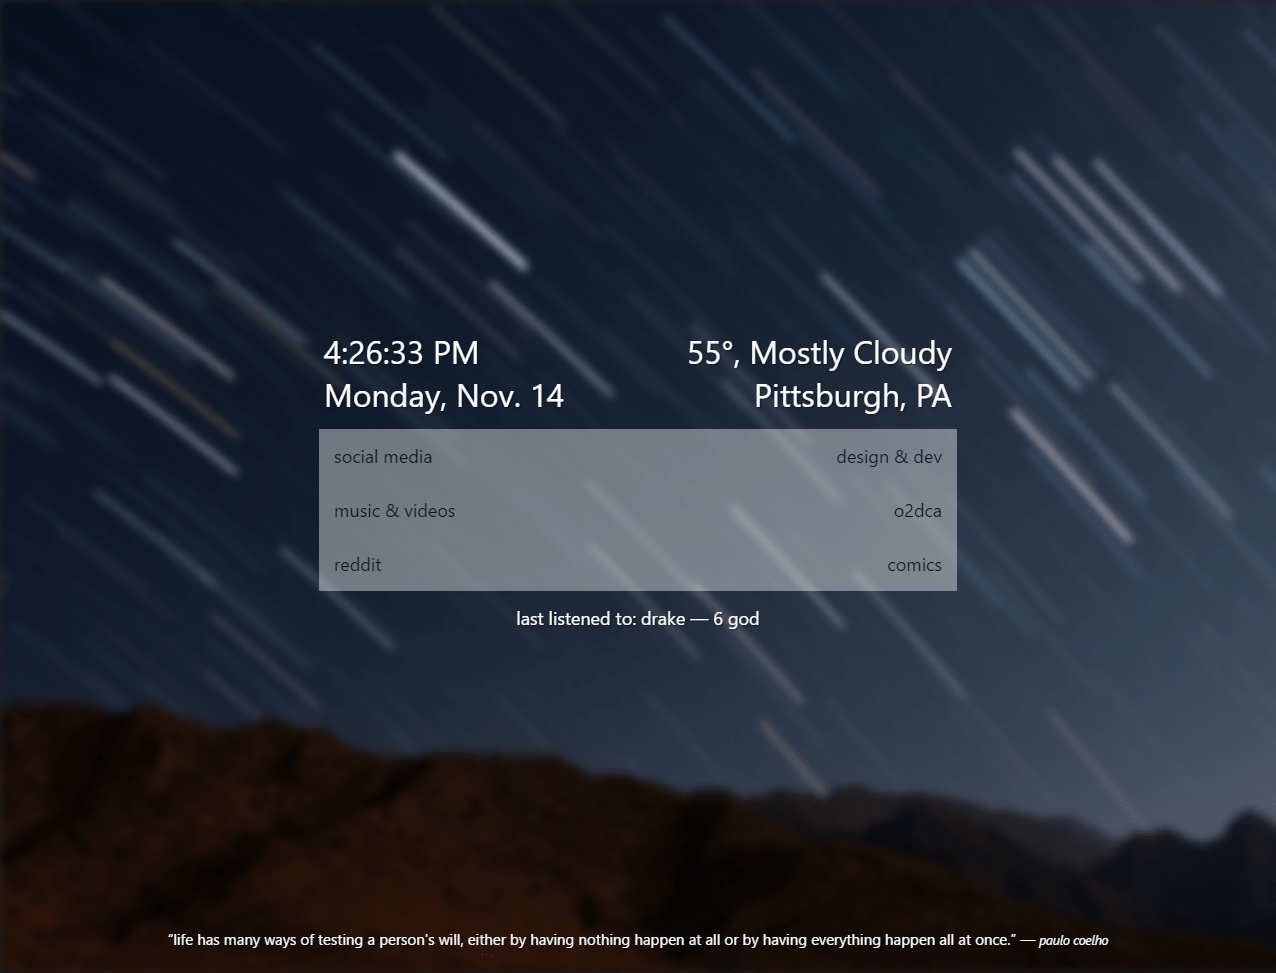 4:26:33 PM
55°, Mostly Cloudy
Monday, Nov. 14
Pittsburgh, PA
social media
design & dev
music & videos
o2dca
reddit
comics
last listened to: drake — 6 god
“life has many ways of testing a person's will, either by having nothing happen at all or by having everything happen all at once.” — paulo coelho